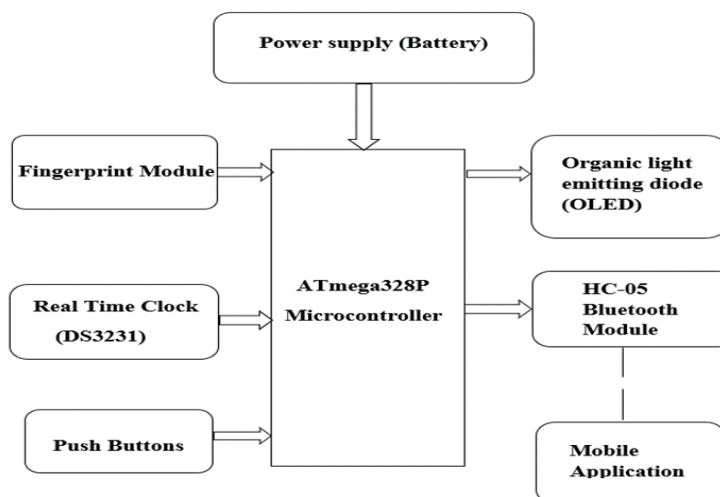 Power supply (Battery)
Fingerprint Module
Organic light
emitting diode
(OLED)
ATmega328P
Microcontroller
Real Time Clock
(DS3231)
HC-05
Bluetooth
Module
Push Buttons
Mobile
Application